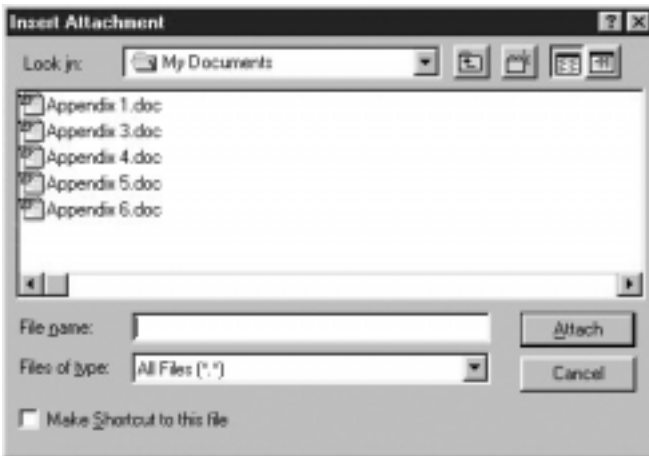 Insert Attachment
Look in: My Documents
Appendix 1.doc
Appendix 3.doc
Appendix 4.doc
Appendix 5.doc
Appendix 6.doc
File name: Attach
Files of type: All Files (*.*) Cancel
Make Shortcut to this file